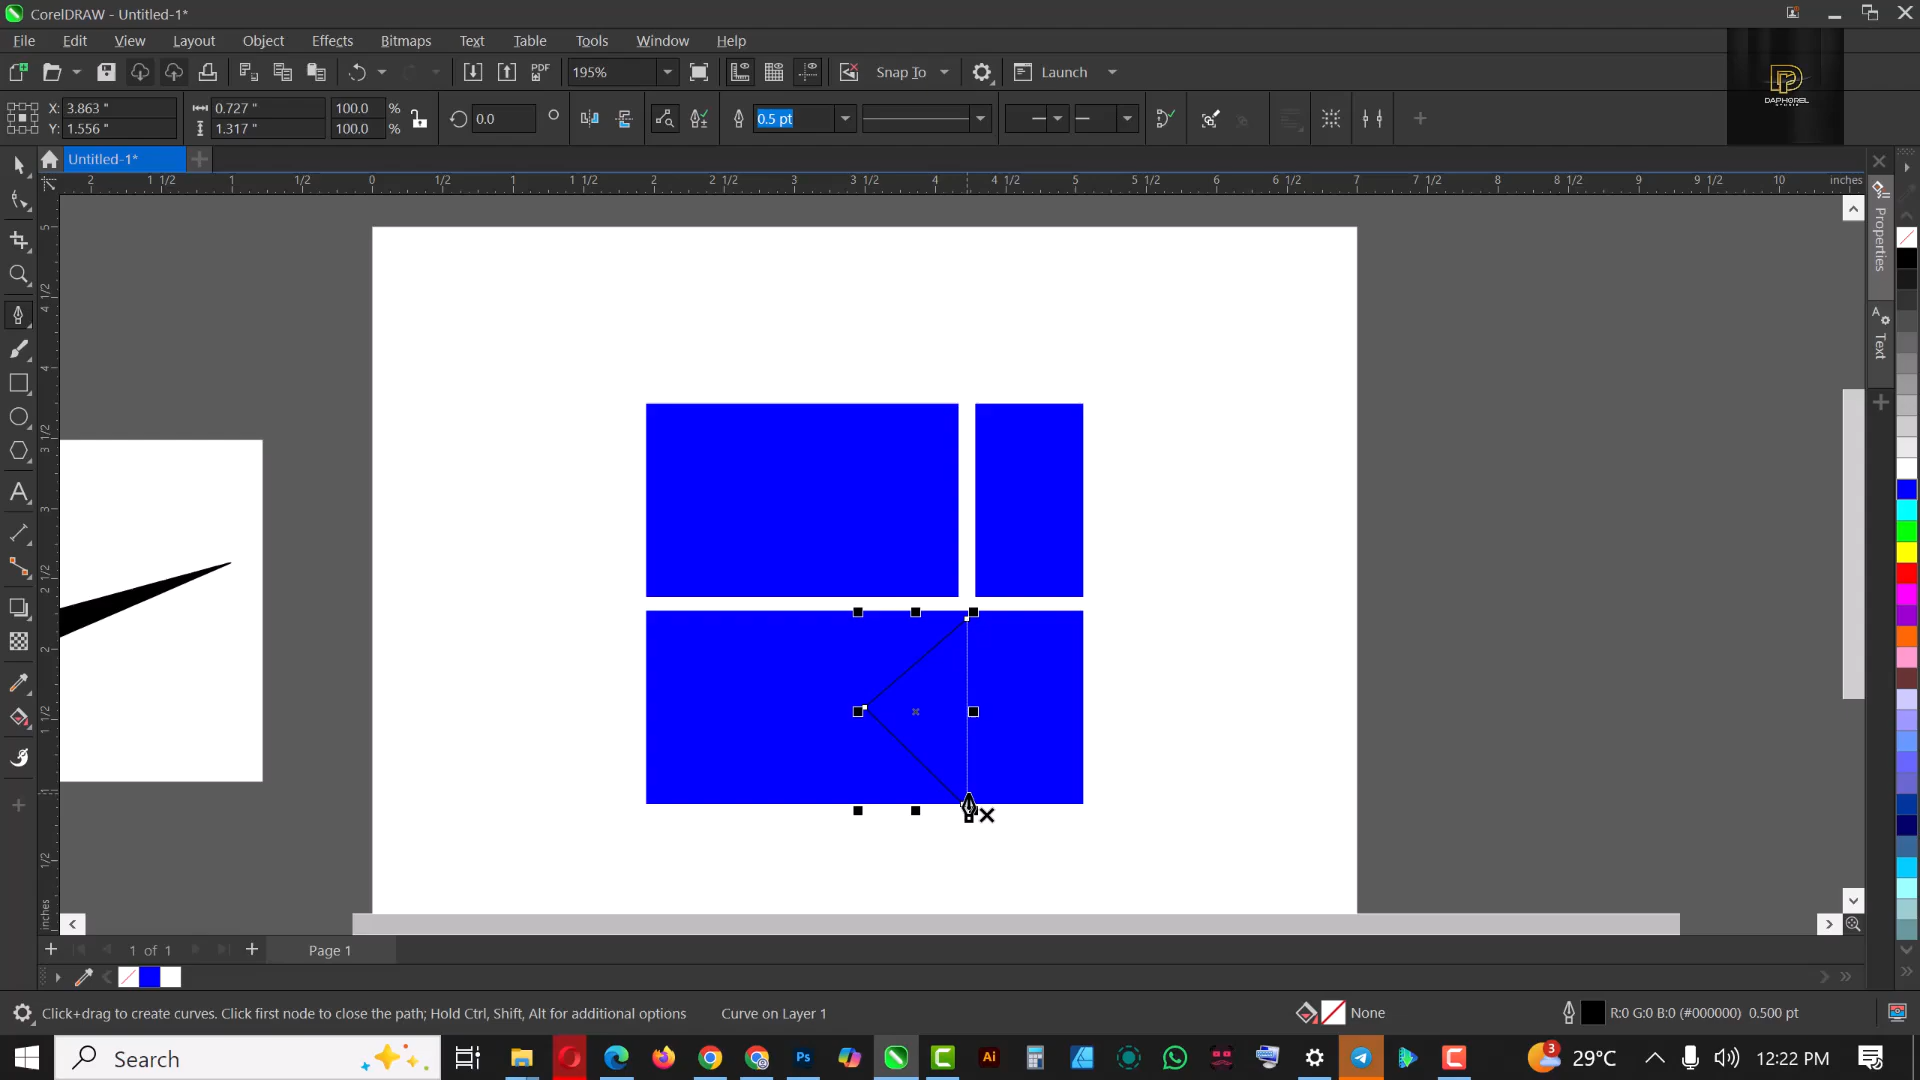 CorelDRAW - Untitled-1*
File Edit View Layout Object Effects Bitmaps Text Table Tools Window Help
PDF 195% Snap To Launch
DAPHOREL
X: 3.863 " 0.727 " 100.0 % 0.0 0.5 pt
Y: 1.556 " 1.317 " 100.0 %
Untitled-1*
2 1 1/2 1 1/2 0 1/2 1 1 1/2 2 2 1/2 3 3 1/2 4 4 1/2 5 5 1/2 6 6 1/2 7 7 1/2 8 8 1/2 9 9 1/2 10 inches
Properties
Text
inches
1 of 1 Page 1
Click+drag to create curves. Click first node to close the path; Hold Ctrl, Shift, Alt for additional options Curve on Layer 1 None R:0 G:0 B:0 (#000000) 0.500 pt
Search Ps Ai 3 29°C 12:22 PM